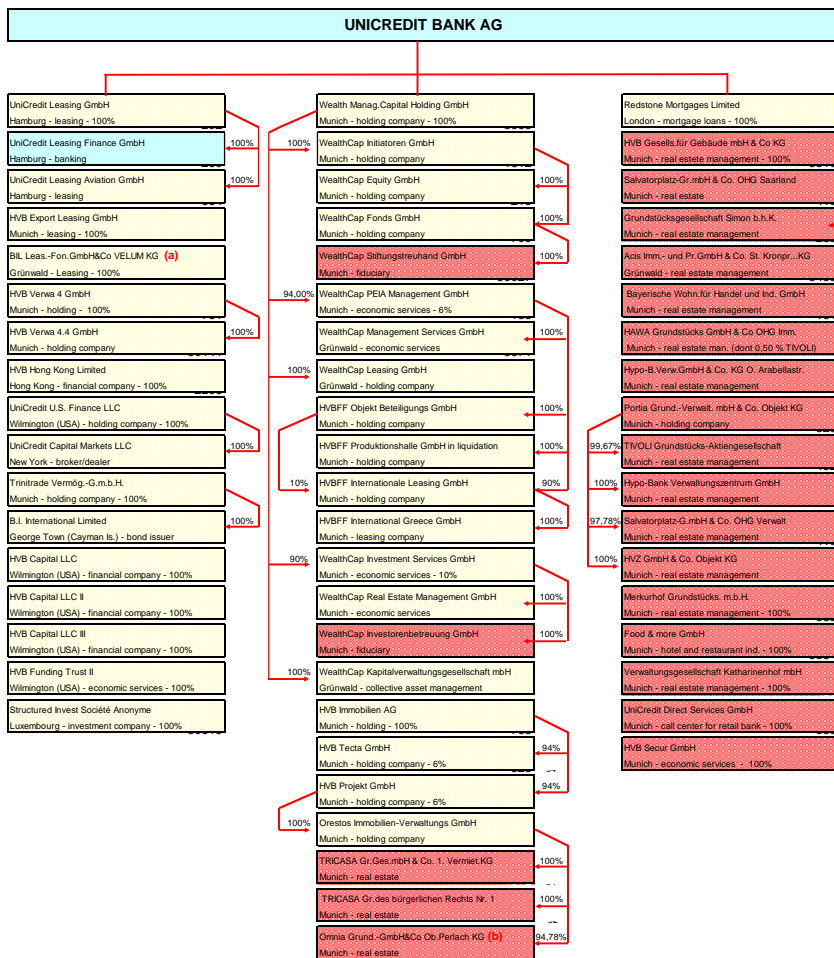 UNICREDIT BANK AG
UniCredit Leasing GmbH
Hamburg - leasing - 100%
UniCredit Leasing Finance GmbH
Hamburg - banking
100%
UniCredit Leasing Aviation GmbH
Hamburg - leasing
100%
HVB Export Leasing GmbH
Munich - leasing - 100%
BIL Leas.-Fon.GmbH&Co VELUM KG (a)
Grünwald - Leasing - 100%
HVB Verwa 4 GmbH
Munich - holding - 100%
HVB Verwa 4.4 GmbH
Munich - holding company
100%
HVB Hong Kong Limited
Hong Kong - financial company - 100%
UniCredit U.S. Finance LLC
Wilmington (USA) - holding company - 100%
UniCredit Capital Markets LLC
New York - broker/dealer
100%
Trinitrade Vermög.-G.m.b.H.
Munich - holding company - 100%
B.I. International Limited
George Town (Cayman Is.) - bond issuer
100%
HVB Capital LLC
Wilmington (USA) - financial company - 100%
HVB Capital LLC II
Wilmington (USA) - financial company - 100%
HVB Capital LLC III
Wilmington (USA) - financial company - 100%
HVB Funding Trust II
Wilmington (USA) - economic services - 100%
Structured Invest Société Anonyme
Luxembourg - investment company - 100%
Wealth Manag.Capital Holding GmbH
Munich - holding company - 100%
100%
WealthCap Initiatoren GmbH
Munich - holding company
WealthCap Equity GmbH
Munich - holding company
100%
WealthCap Fonds GmbH
Munich - holding company
100%
WealthCap Stiftungstreuhand GmbH
Munich - fiduciary
100%
94,00%
WealthCap PEIA Management GmbH
Munich - economic services - 6%
WealthCap Management Services GmbH
Grünwald - economic services
100%
100%
WealthCap Leasing GmbH
Grünwald - holding company
HVBFF Objekt Beteiligungs GmbH
Munich - holding company
100%
HVBFF Produktionshalle GmbH in liquidation
Munich - holding company
100%
10%
HVBFF Internationale Leasing GmbH
Munich - holding company
90%
HVBFF International Greece GmbH
Munich - leasing company
100%
90%
WealthCap Investment Services GmbH
Munich - economic services - 10%
WealthCap Real Estate Management GmbH
Munich - economic services
100%
WealthCap Investorenbetreuung GmbH
Munich - fiduciary
100%
100%
WealthCap Kapitalverwaltungsgesellschaft mbH
Grünwald - collective asset management
HVB Immobilien AG
Munich - holding - 100%
HVB Tecta GmbH
Munich - holding company - 6%
94%
HVB Projekt GmbH
Munich - holding company - 6%
94%
100%
Orestos Immobilien-Verwaltungs GmbH
Munich - holding company
TRICASA Gr.Ges.mbH & Co. 1. Vermiet.KG
Munich - real estate
100%
TRICASA Gr.des bürgerlichen Rechts Nr. 1
Munich - real estate
100%
Omnia Grund.-GmbH&Co Ob.Perlach KG (b)
Munich - real estate
94,78%
Redstone Mortgages Limited
London - mortgage loans - 100%
HVB Gesells.für Gebäude mbH & Co KG
Munich - real estete management - 100%
Salvatorplatz-Gr.mbH & Co. OHG Saarland
Munich - real estate
Grundstücksgesellschaft Simon b.h.K.
Munich - real estate management
Acis Imm.- und Pr.GmbH & Co. St. Kronpr...KG
Grünwald - real estate management
Bayerische Wohn.für Handel und Ind. GmbH
Munich - real estate management
HAWA Grundstücks GmbH & Co OHG Imm.
Munich - real estate man. (dont 0,50 % TIVOLI)
Hypo-B.Verw.GmbH & Co. KG O. Arabellastr.
Munich - real estate management
Portia Grund.-Verwalt. mbH & Co. Objekt KG
Munich - holding company
99,67%
TIVOLI Grundstücks-Aktiengesellschaft
Munich - real estate management
100%
Hypo-Bank Verwaltungszentrum GmbH
Munich - real estate management
97,78%
Salvatorplatz-G.mbH & Co. OHG Verwalt
Munich - real estate management
100%
HVZ GmbH & Co. Objekt KG
Munich - real estate management
Merkurhof Grundstücks. m.b.H.
Munich - real estate management - 100%
Food & more GmbH
Munich - hotel and restaurant ind. - 100%
Verwaltungsgesellschaft Katharinenhof mbH
Munich - real estate management - 100%
UniCredit Direct Services GmbH
Munich - call center for retail bank - 100%
HVB Secur GmbH
Munich - economic services - 100%